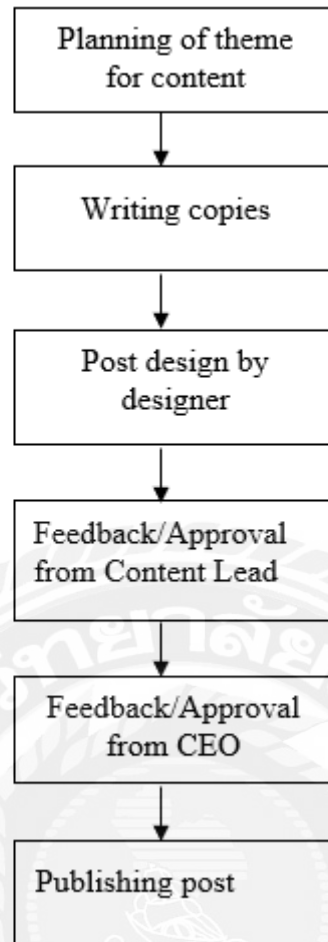 Planning of theme
for content
Writing copies
Post design by
designer
Feedback/Approval
from Content Lead
Feedback/Approval
from CEO
Publishing post